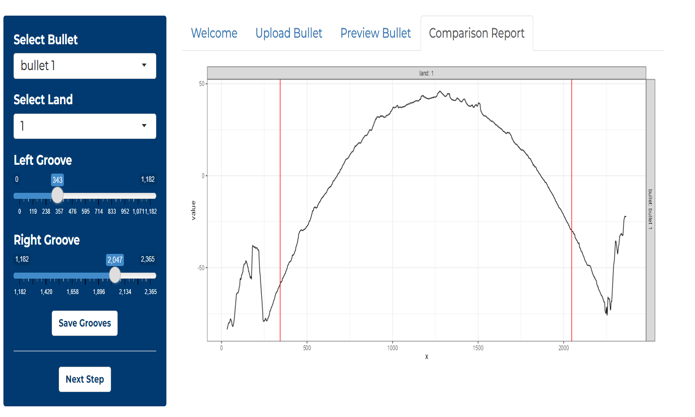 Select Bullet
bullet 1
Select Land
1
Left Groove
0 343 1,182
0 119 238 357 476 595 714 833 952 1,071 1,182
Right Groove
1,182 2,047 2,365
1,182 1,420 1,658 1,896 2,134 2,365
Save Grooves
Next Step
Welcome Upload Bullet Preview Bullet Comparison Report
land: 1
50
0
-50
value
bullet: bullet 1
0 500 1000 1500 2000
x